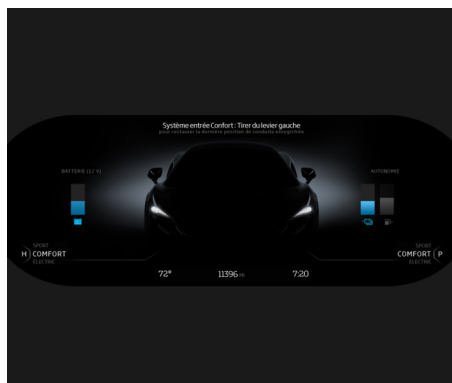 Système entrée Confort : Tirer du levier gauche
pour restaurer la dernière position de conduite enregistrée
BATTERIE (12 V)
AUTONOMIE
SPORT
H COMFORT
ELECTRIC
SPORT
COMFORT P
ELECTRIC
72°
11396 mi
7:20